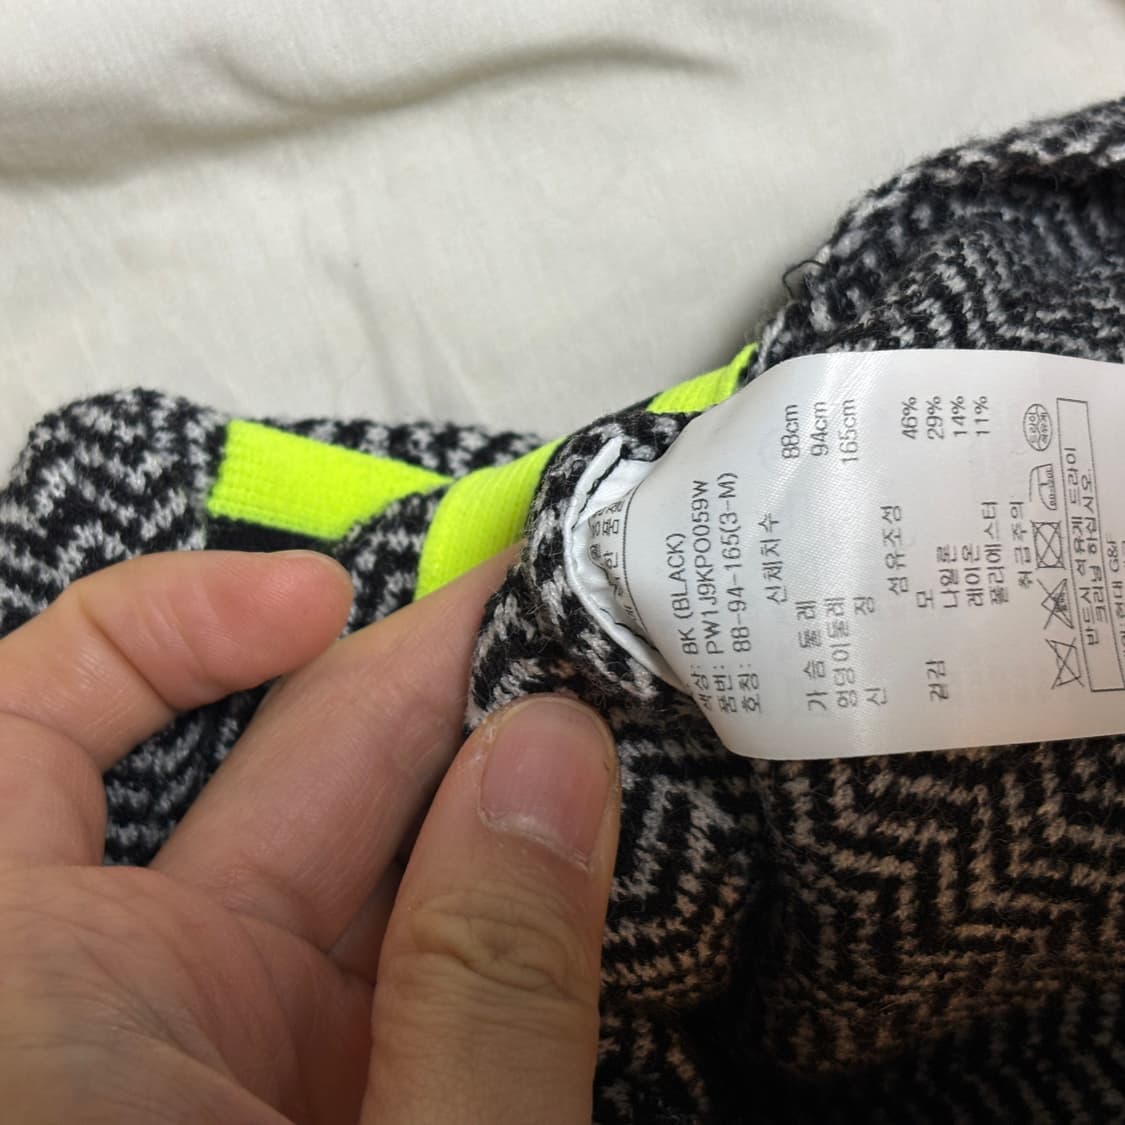 색상: BK (BLACK)
품번: PW1J9KPO059W
호칭: 88-94-165(3-M)
신체치수
가슴둘레 88cm
엉덩이둘레 94cm
신장 165cm
섬유조성
겉감 모 46%
나일론 29%
레이온 14%
폴리에스터 11%
취급주의
반드시 석유계 드라이
크리닝 하십시오.
현대 G&F